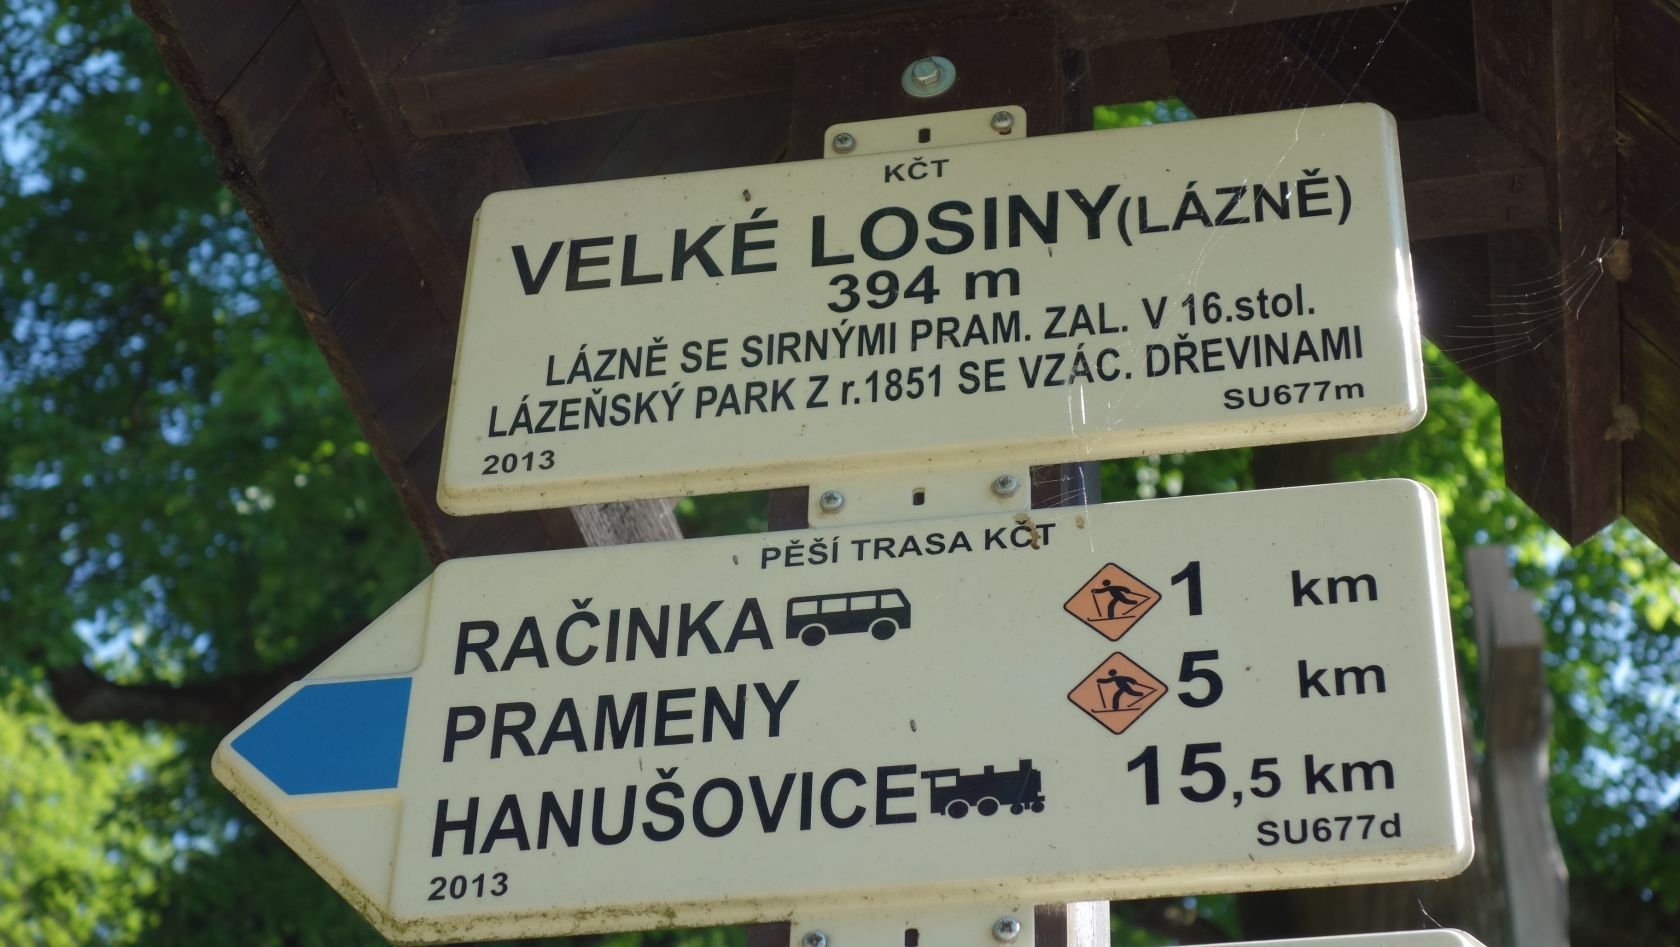 KČT
VELKÉ LOSINY(LÁZNĚ)
394 m
LÁZNĚ SE SIRNÝMI PRAM. ZAL. V 16.stol.
LÁZEŇSKÝ PARK Z r.1851 SE VZÁC. DŘEVINAMI
SU677m
2013
PĚŠÍ TRASA KČT
RAČINKA 1 km
PRAMENY 5 km
HANUŠOVICE 15,5 km
SU677d
2013